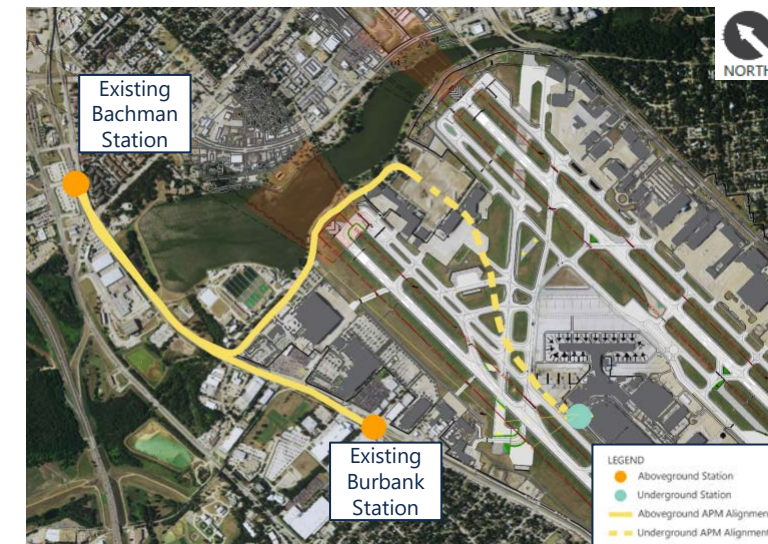 NORTH
Existing
Bachman
Station
Existing
Burbank
Station
LEGEND
Aboveground Station
Underground Station
Aboveground APM Alignment
Underground APM Alignment